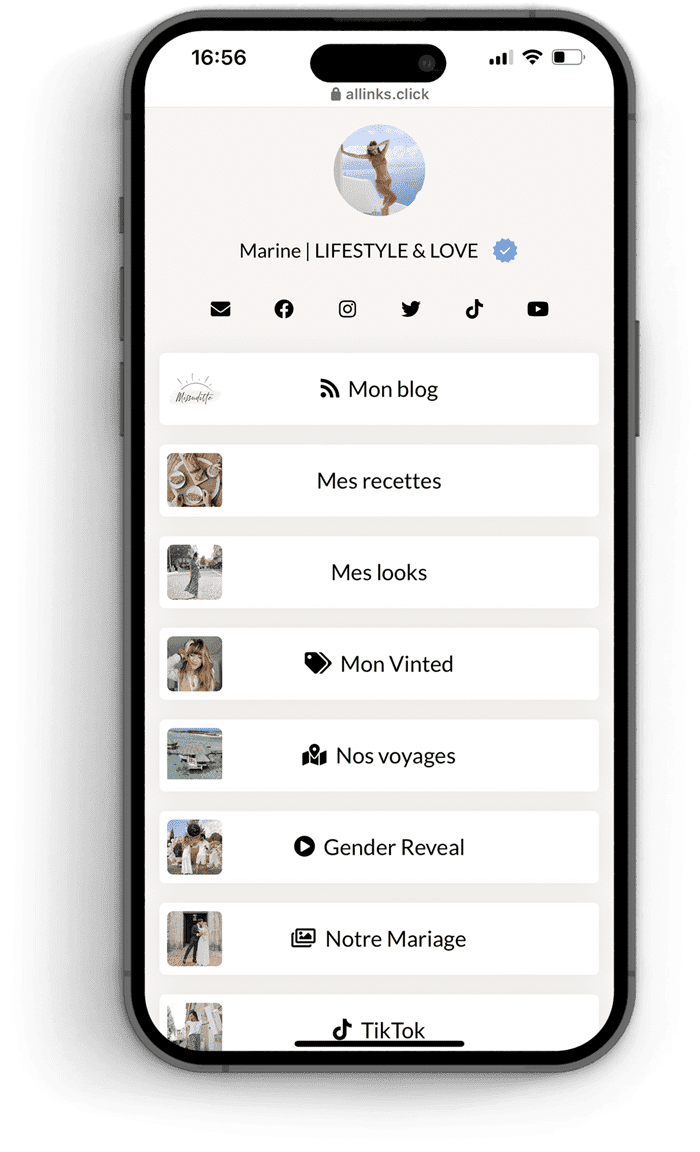 16:56
allinks.click
Marine | LIFESTYLE & LOVE
Mon blog
Mes recettes
Mes looks
Mon Vinted
Nos voyages
Gender Reveal
Notre Mariage
TikTok